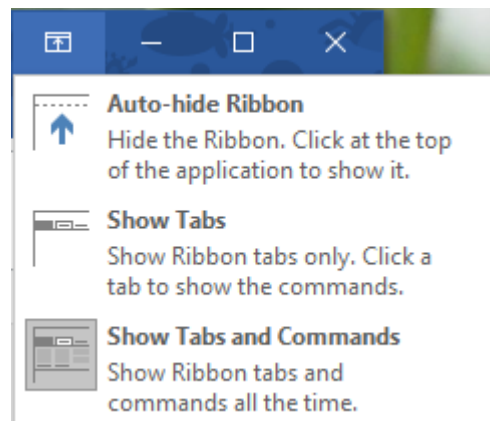 Auto-hide Ribbon
Hide the Ribbon. Click at the top
of the application to show it.
Show Tabs
Show Ribbon tabs only. Click a
tab to show the commands.
Show Tabs and Commands
Show Ribbon tabs and
commands all the time.